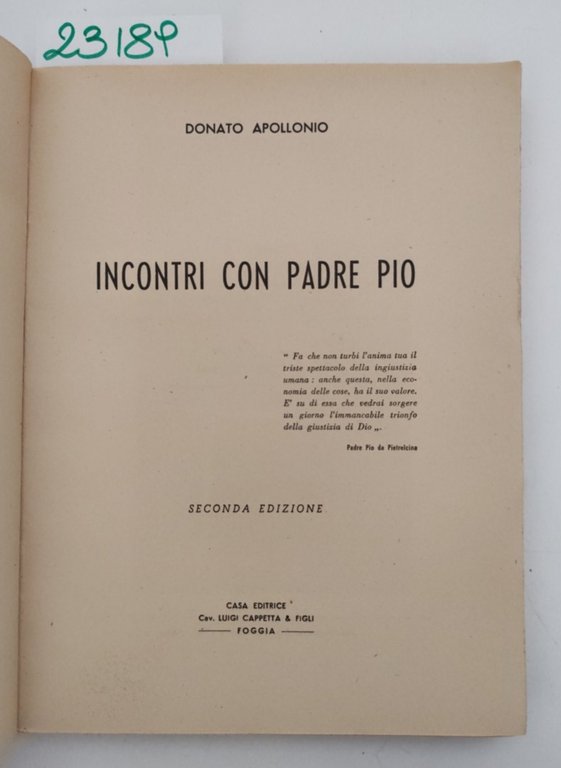 23189
DONATO APOLLONIO
INCONTRI CON PADRE PIO
" Fa che non turbi l'anima tua il
triste spettacolo della ingiustizia
umana : anche questa, nella eco-
nomia delle cose, ha il suo valore.
E' su di essa che vedrai sorgere
un giorno l'immancabile trionfo
della giustizia di Dio „.
Padre Pio da Pietrelcina
SECONDA EDIZIONE
CASA EDITRICE
Cav. LUIGI CAPPETTA & FIGLI
FOGGIA